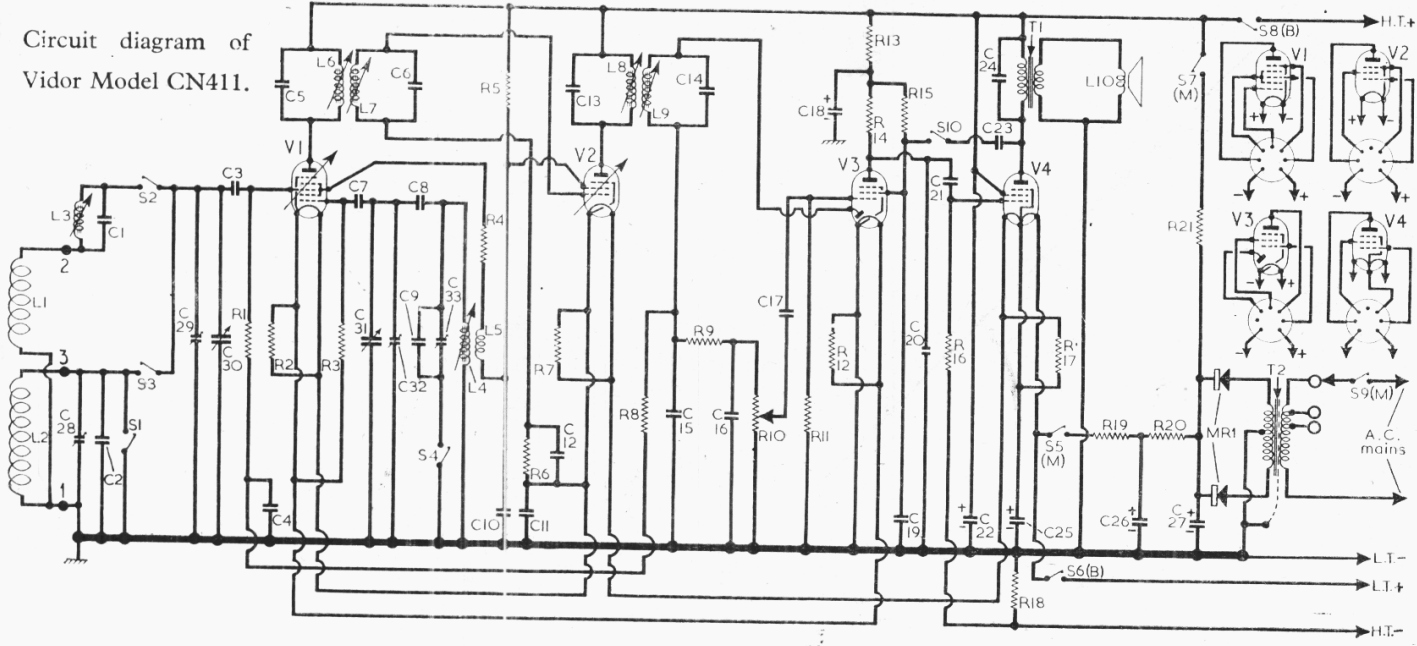 Circuit diagram of
Vidor Model CN411.
C5
L6
L7
C6
R5
C13
L8
L9
C14
R13
C18
R14
R15
C24
T1
L10
S7(M)
S8(B)
H.T.+
V1
V2
V1
V2
V3
V4
S10
C23
C3
C7
C8
S2
L3
C1
2
R4
C21
R21
V3
V4
L1
C29
C30
R1
R2
R3
C31
C32
C9
C33
L4
L5
R7
R9
C17
R12
C20
R16
R17
3
S3
T2
S9(M)
L2
C28
C2
S1
S4
R6
C12
R8
C15
C16
R10
R11
S5(M)
R19
R20
MR1
A.C. mains
1
C4
C10
C11
C19
C22
C25
C26
C27
L.T.-
S6(B)
L.T.+
R18
H.T.-